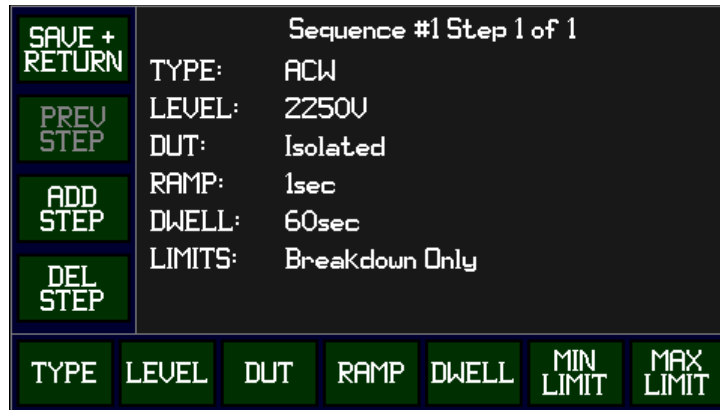 SAVE +
RETURN
PREV
STEP
ADD
STEP
DEL
STEP
Sequence #1 Step 1 of 1
TYPE: ACW
LEVEL: 2250V
DUT: Isolated
RAMP: 1sec
DWELL: 60sec
LIMITS: Breakdown Only
TYPE
LEVEL
DUT
RAMP
DWELL
MIN
LIMIT
MAX
LIMIT